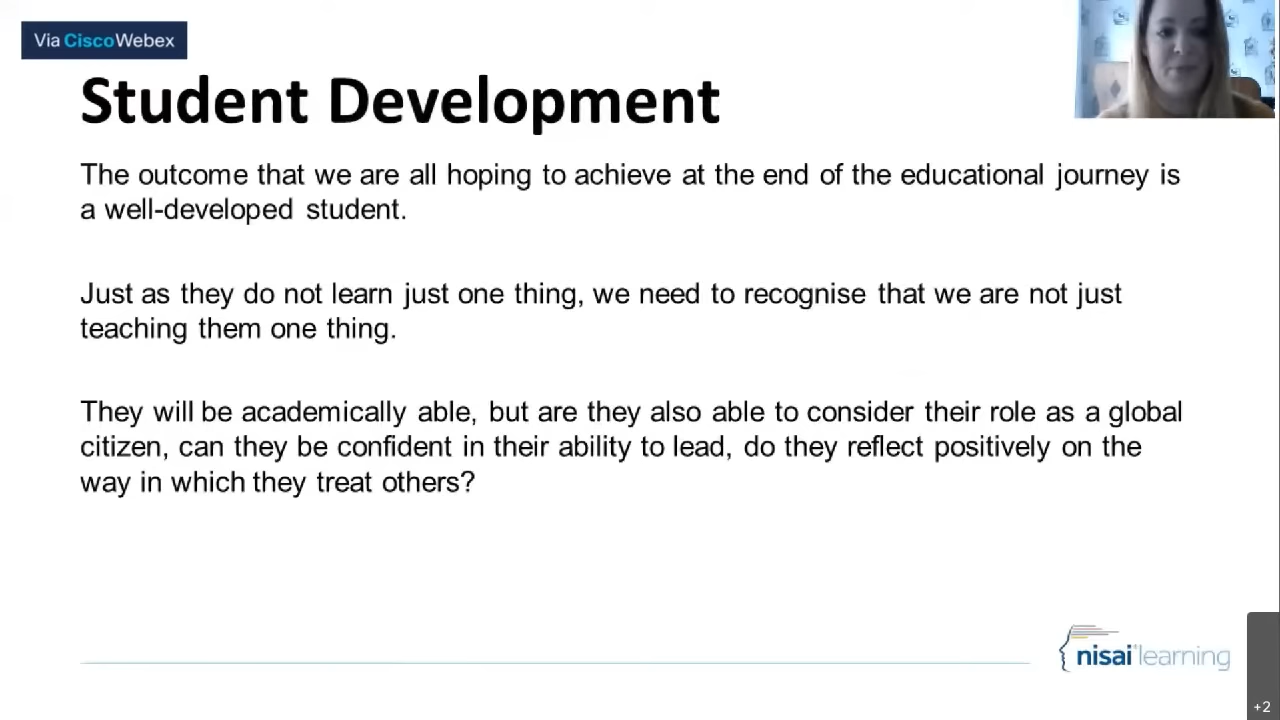 Via CiscoWebex
Student Development
The outcome that we are all hoping to achieve at the end of the educational journey is
a well-developed student.
Just as they do not learn just one thing, we need to recognise that we are not just
teaching them one thing.
They will be academically able, but are they also able to consider their role as a global
citizen, can they be confident in their ability to lead, do they reflect positively on the
way in which they treat others?
nisai learning
+2